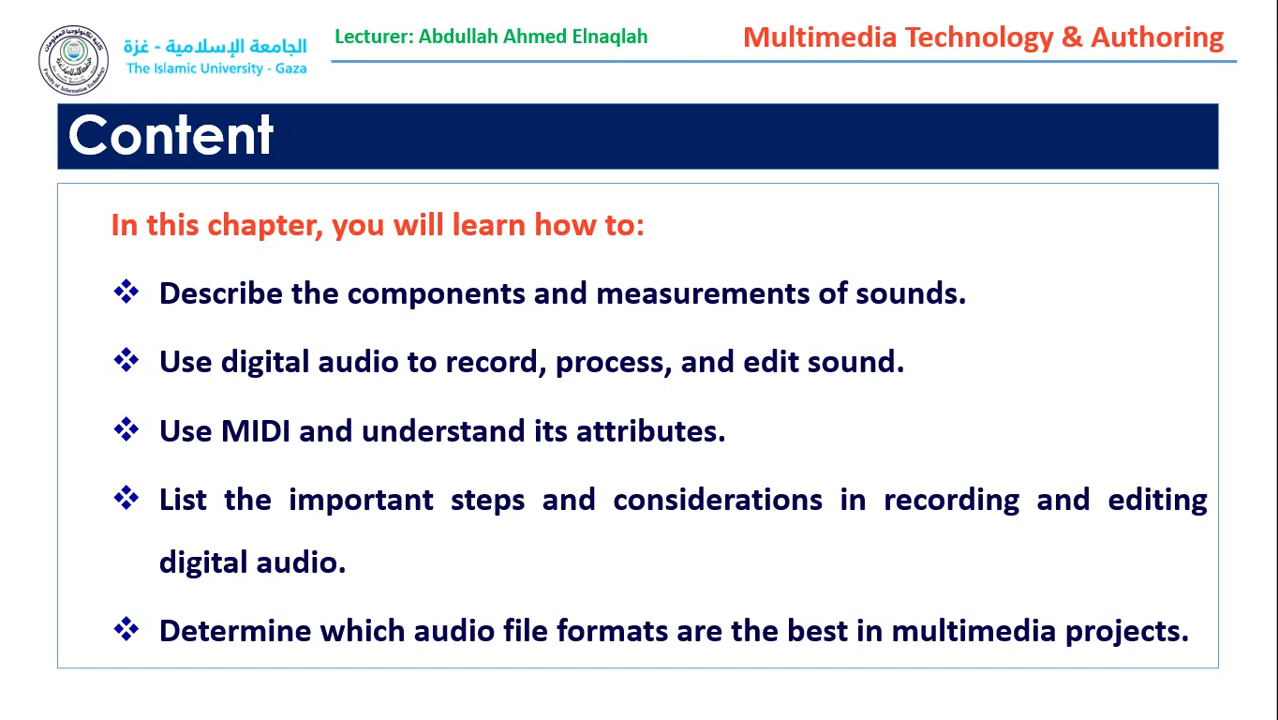 الجامعة الإسلامية - غزة
The Islamic University - Gaza
Lecturer: Abdullah Ahmed Elnaqlah
Multimedia Technology & Authoring
Content
In this chapter, you will learn how to:
❖ Describe the components and measurements of sounds.
❖ Use digital audio to record, process, and edit sound.
❖ Use MIDI and understand its attributes.
❖ List the important steps and considerations in recording and editing
digital audio.
❖ Determine which audio file formats are the best in multimedia projects.